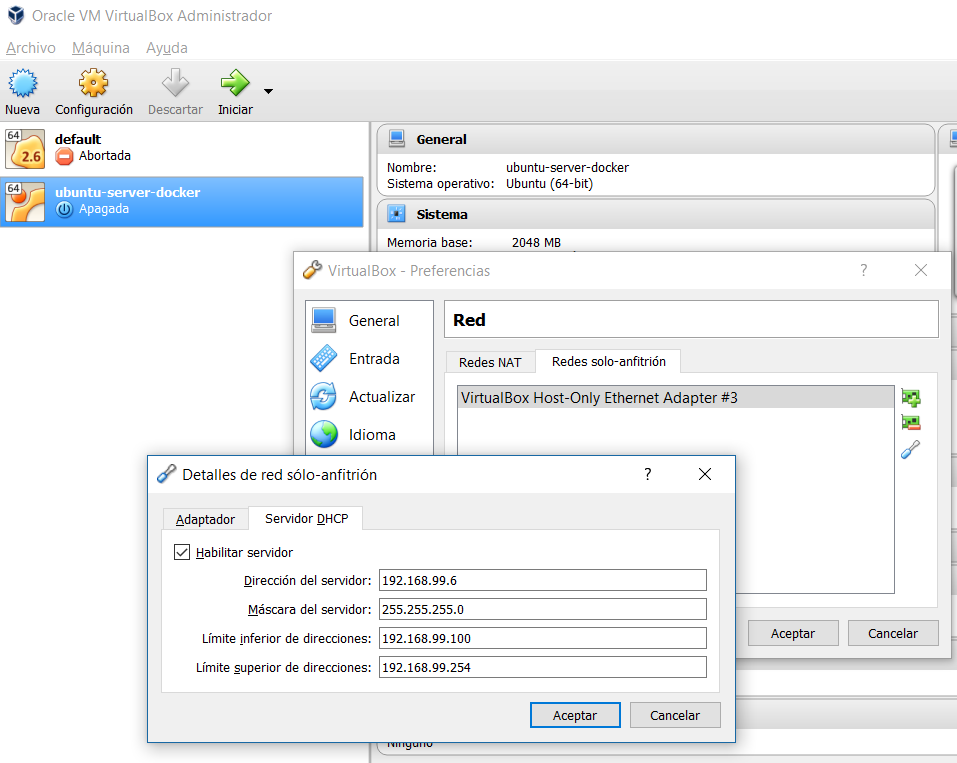 Oracle VM VirtualBox Administrador
Archivo Máquina Ayuda
Nueva Configuración Descartar Iniciar
64
2.6
default
Abortada
64
ubuntu-server-docker
Apagada
General
Nombre: ubuntu-server-docker
Sistema operativo: Ubuntu (64-bit)
Sistema
Memoria base: 2048 MB
VirtualBox - Preferencias ?
General
Entrada
Actualizar
Idioma
Red
Redes NAT Redes solo-anfitrión
VirtualBox Host-Only Ethernet Adapter #3
Aceptar Cancelar
Detalles de red sólo-anfitrión ?
Adaptador Servidor DHCP
Habilitar servidor
Dirección del servidor: 192.168.99.6
Máscara del servidor: 255.255.255.0
Límite inferior de direcciones: 192.168.99.100
Límite superior de direcciones: 192.168.99.254
Aceptar Cancelar
Ninguno